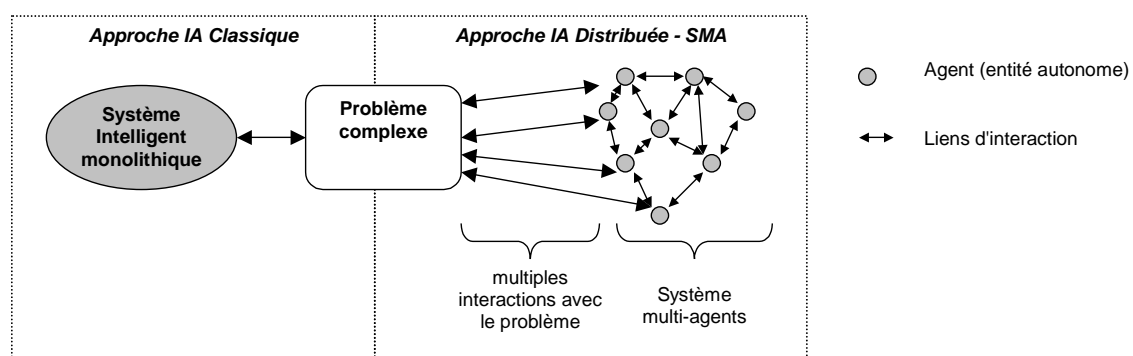 Approche IA Classique
Approche IA Distribuée - SMA
Système
Intelligent
monolithique
Problème
complexe
Agent (entité autonome)
Liens d'interaction
multiples
interactions avec
le problème
Système
multi-agents